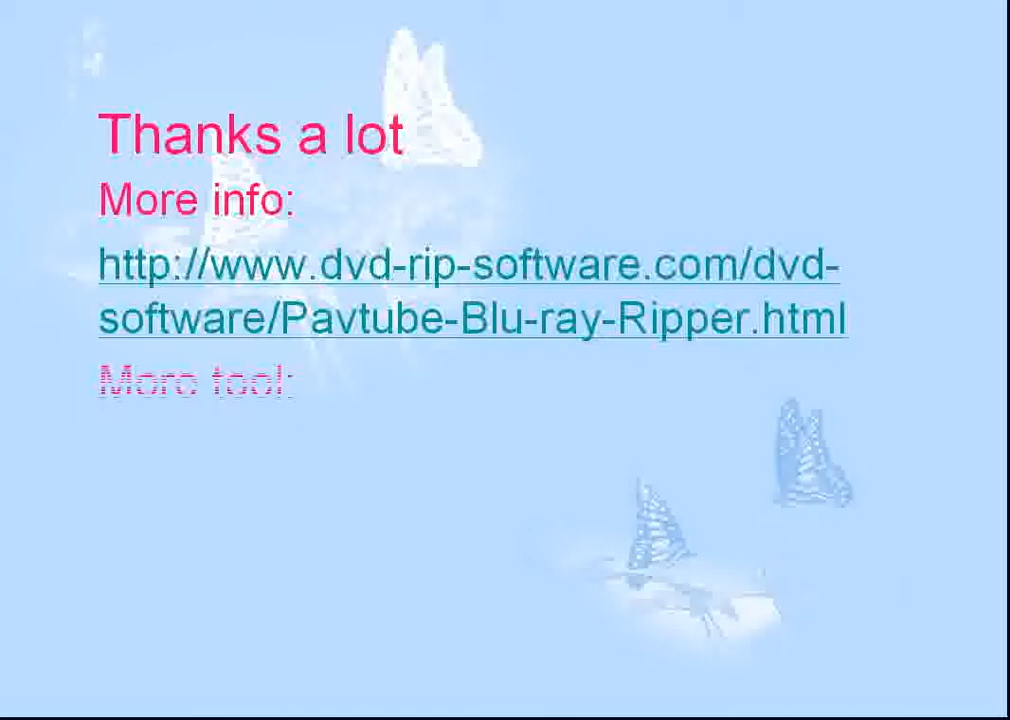 Thanks a lot
More info:
http://www.dvd-rip-software.com/dvd-
software/Pavtube-Blu-ray-Ripper.html
More tool: